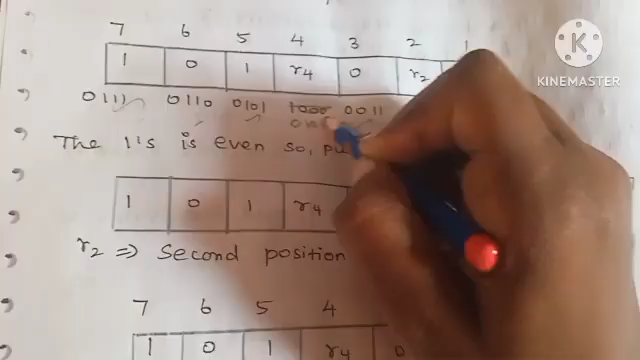 7 6 5 4 3 2 1
1 0 1 r4 0 r2
K
KINEMASTER
0111 0110 0101 1000 0011
The 1's is even so, pu
1 0 1 r4
r2 => Second position
7 6 5 4
1 0 1 r4 0